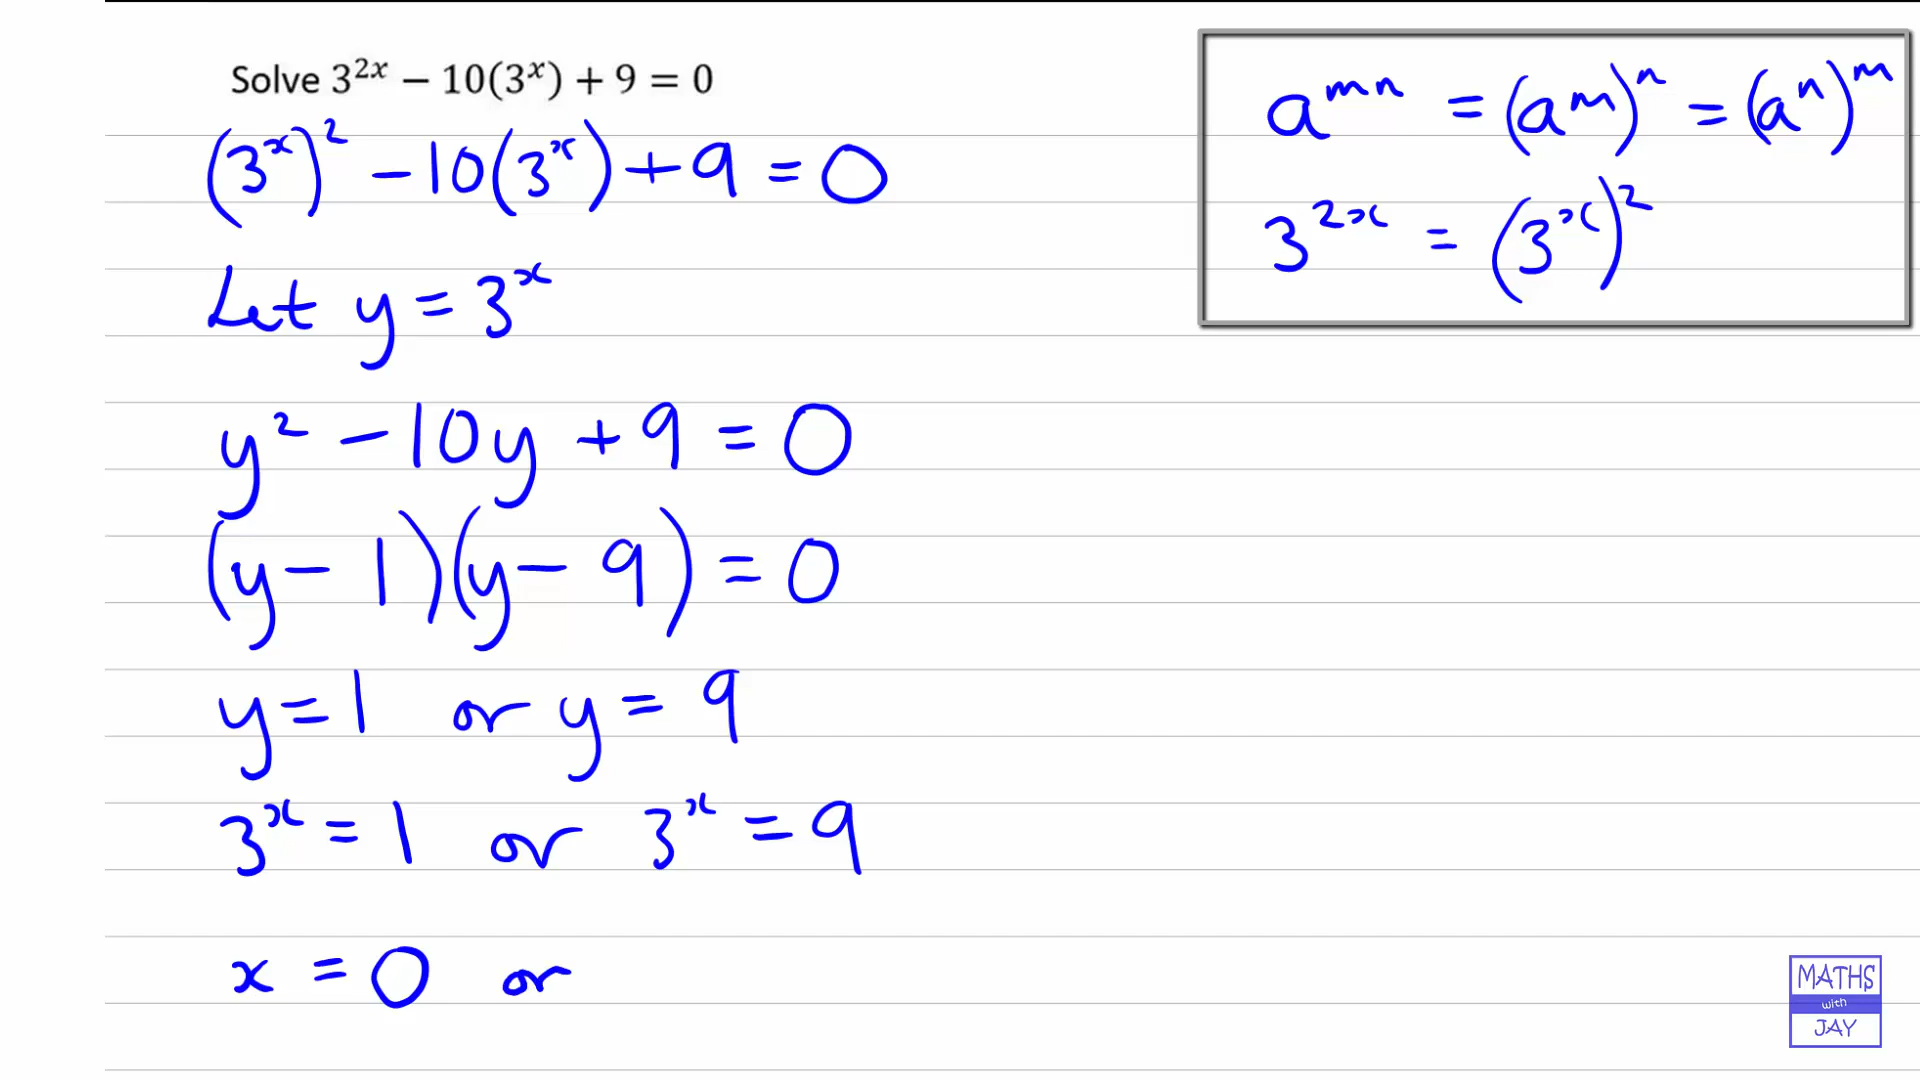 Solve 3^{2x} − 10(3^x) + 9 = 0
(3^x)^2 − 10(3^x) + 9 = 0
Let y = 3^x
y^2 − 10y + 9 = 0
(y − 1)(y − 9) = 0
y = 1 or y = 9
3^x = 1 or 3^x = 9
x = 0 or
a^{mn} = (a^m)^n = (a^n)^m
3^{2x} = (3^x)^2
MATHS
with
JAY